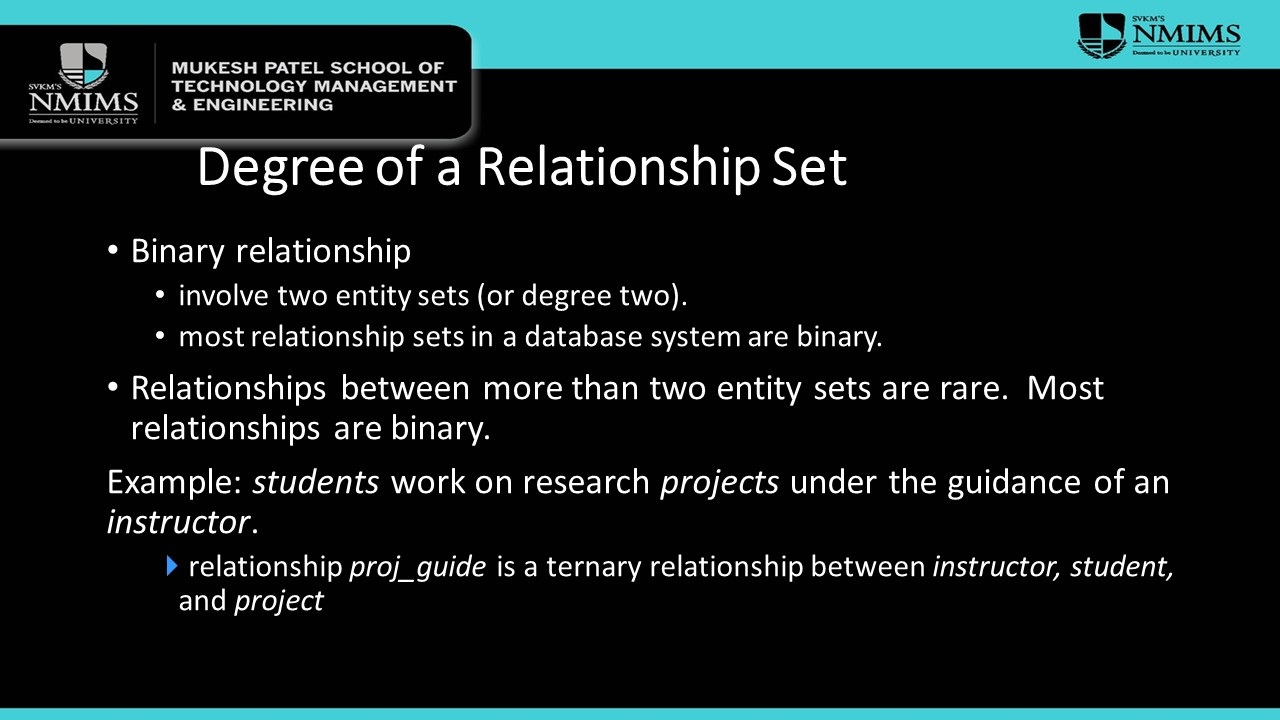 SVKM'S
NMIMS
Deemed to be UNIVERSITY
MUKESH PATEL SCHOOL OF
TECHNOLOGY MANAGEMENT
& ENGINEERING
SVKM'S
NMIMS
Deemed to be UNIVERSITY
Degree of a Relationship Set
• Binary relationship
• involve two entity sets (or degree two).
• most relationship sets in a database system are binary.
• Relationships between more than two entity sets are rare. Most
relationships are binary.
Example: students work on research projects under the guidance of an
instructor.
relationship proj_guide is a ternary relationship between instructor, student,
and project